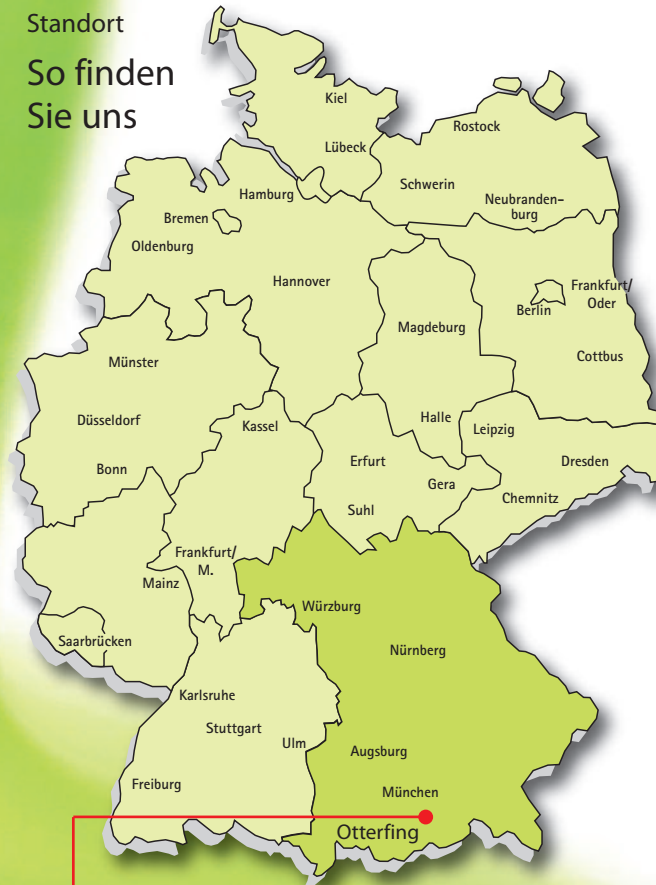 Standort
So finden
Sie uns
Kiel
Rostock
Lübeck
Schwerin
Hamburg
Neubranden-
burg
Bremen
Oldenburg
Hannover
Frankfurt/
Oder
Berlin
Magdeburg
Cottbus
Münster
Düsseldorf
Kassel
Halle
Leipzig
Erfurt
Dresden
Bonn
Gera
Chemnitz
Suhl
Frankfurt/
M.
Mainz
Würzburg
Saarbrücken
Nürnberg
Karlsruhe
Stuttgart
Ulm
Augsburg
Freiburg
München
Otterfing